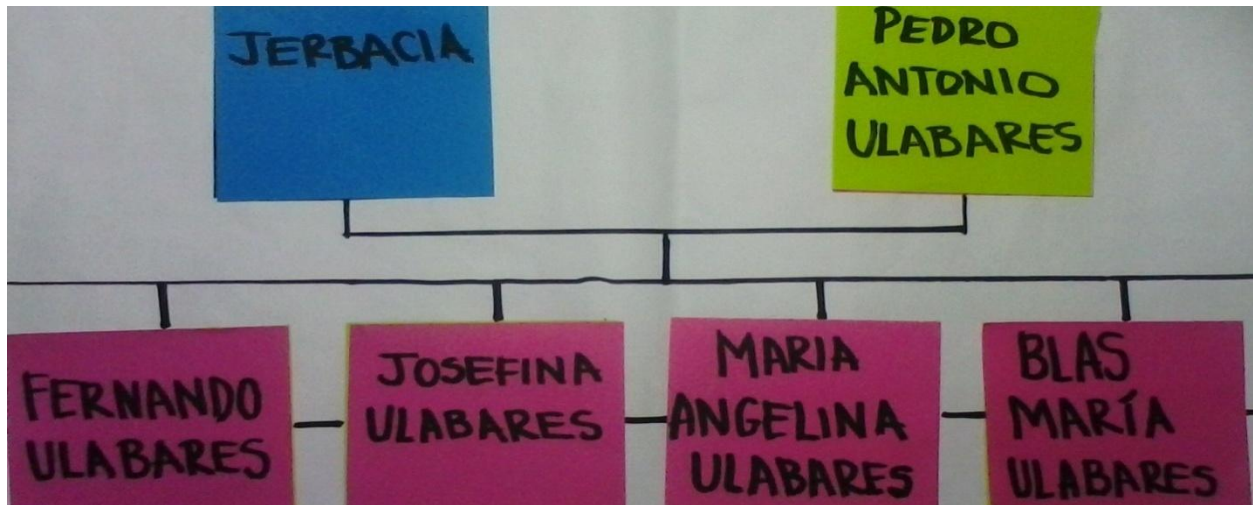 JERBACIA
PEDRO
ANTONIO
ULABARES
FERNANDO
ULABARES
JOSEFINA
ULABARES
MARIA
ANGELINA
ULABARES
BLAS
MARÍA
ULABARES